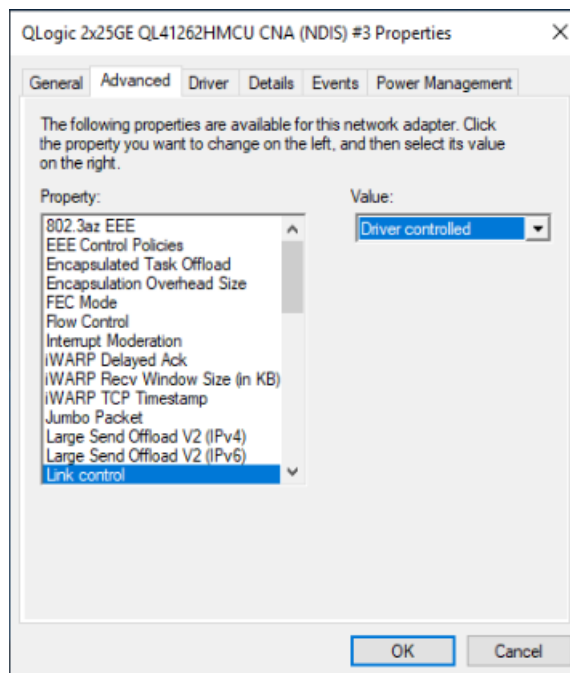 QLogic 2x25GE QL41262HMCU CNA (NDIS) #3 Properties
General Advanced Driver Details Events Power Management
The following properties are available for this network adapter. Click
the property you want to change on the left, and then select its value
on the right.
Property:
Value:
802.3az EEE
EEE Control Policies
Encapsulated Task Offload
Encapsulation Overhead Size
FEC Mode
Flow Control
Interrupt Moderation
iWARP Delayed Ack
iWARP Recv Window Size (in KB)
iWARP TCP Timestamp
Jumbo Packet
Large Send Offload V2 (IPv4)
Large Send Offload V2 (IPv6)
Link control
Driver controlled
OK
Cancel